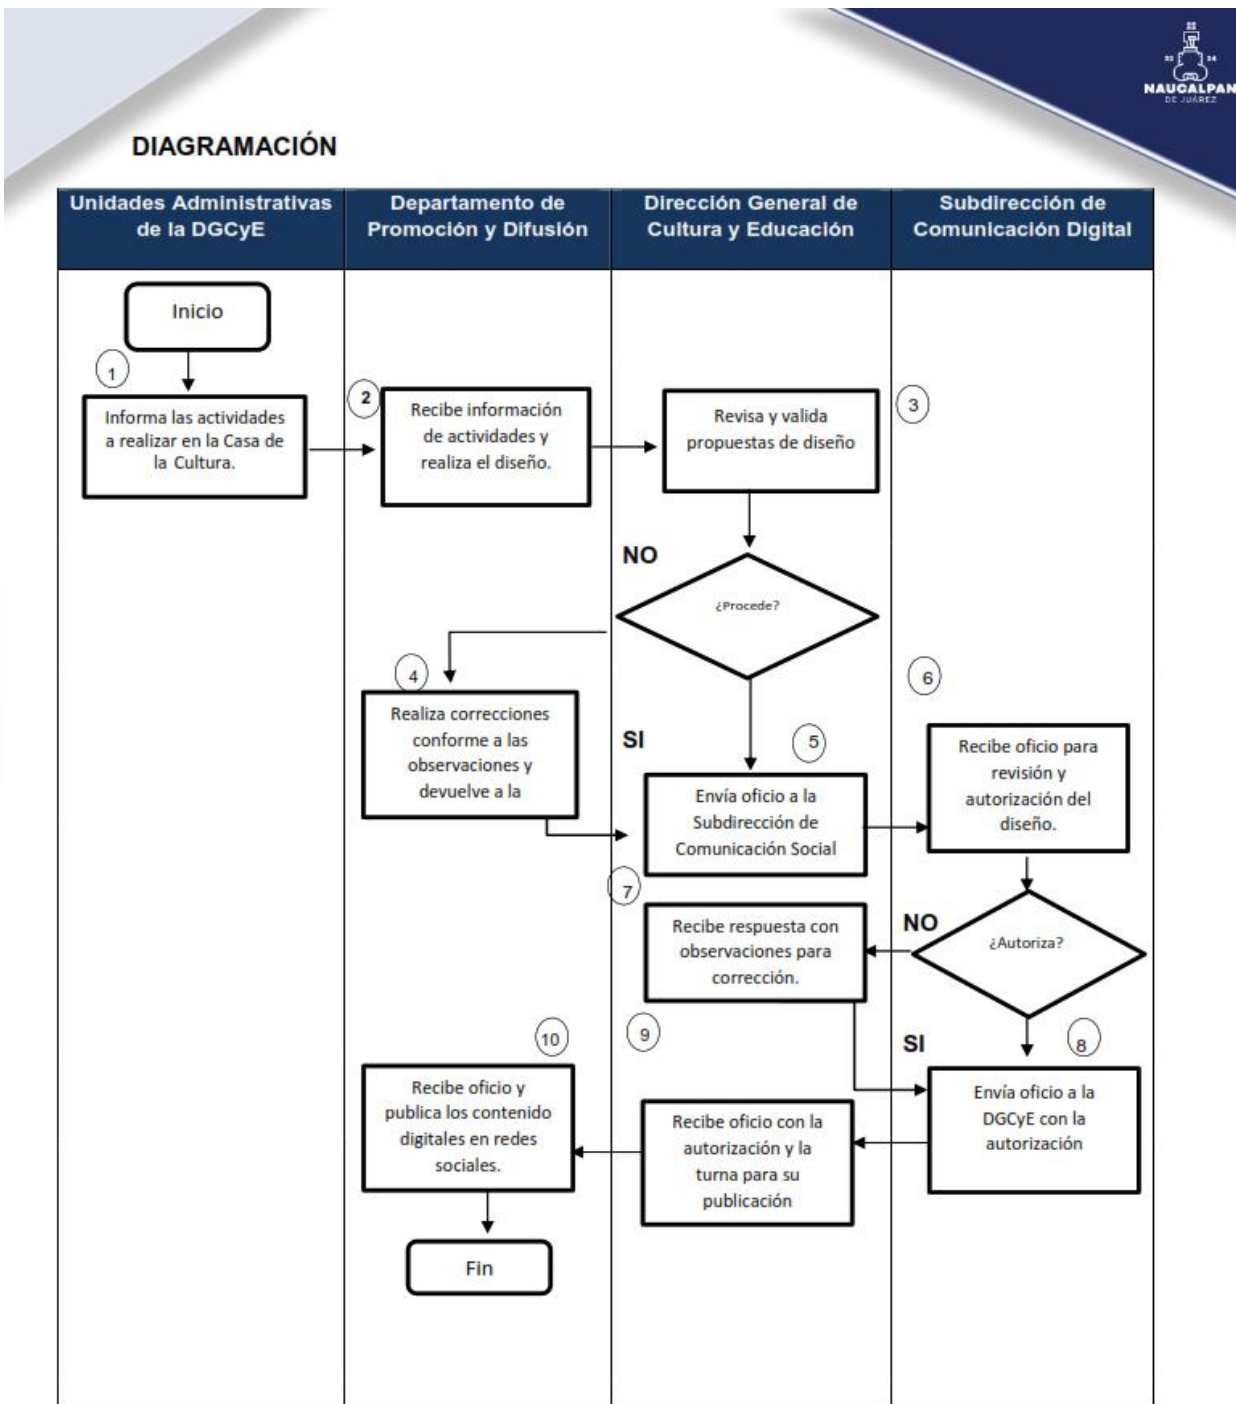 22 24
NAUCALPAN
DE JUÁREZ
DIAGRAMACIÓN
Unidades Administrativas
de la DGCyE
Departamento de
Promoción y Difusión
Dirección General de
Cultura y Educación
Subdirección de
Comunicación Digital
Inicio
1
Informa las actividades
a realizar en la Casa de
la Cultura.
2
Recibe información
de actividades y
realiza el diseño.
3
Revisa y valida
propuestas de diseño
NO
¿Procede?
4
Realiza correcciones
conforme a las
observaciones y
devuelve a la
SI
5
Envía oficio a la
Subdirección de
Comunicación Social
6
Recibe oficio para
revisión y
autorización del
diseño.
7
Recibe respuesta con
observaciones para
corrección.
NO
¿Autoriza?
SI
8
Envía oficio a la
DGCyE con la
autorización
9
Recibe oficio con la
autorización y la
turna para su
publicación
10
Recibe oficio y
publica los contenido
digitales en redes
sociales.
Fin